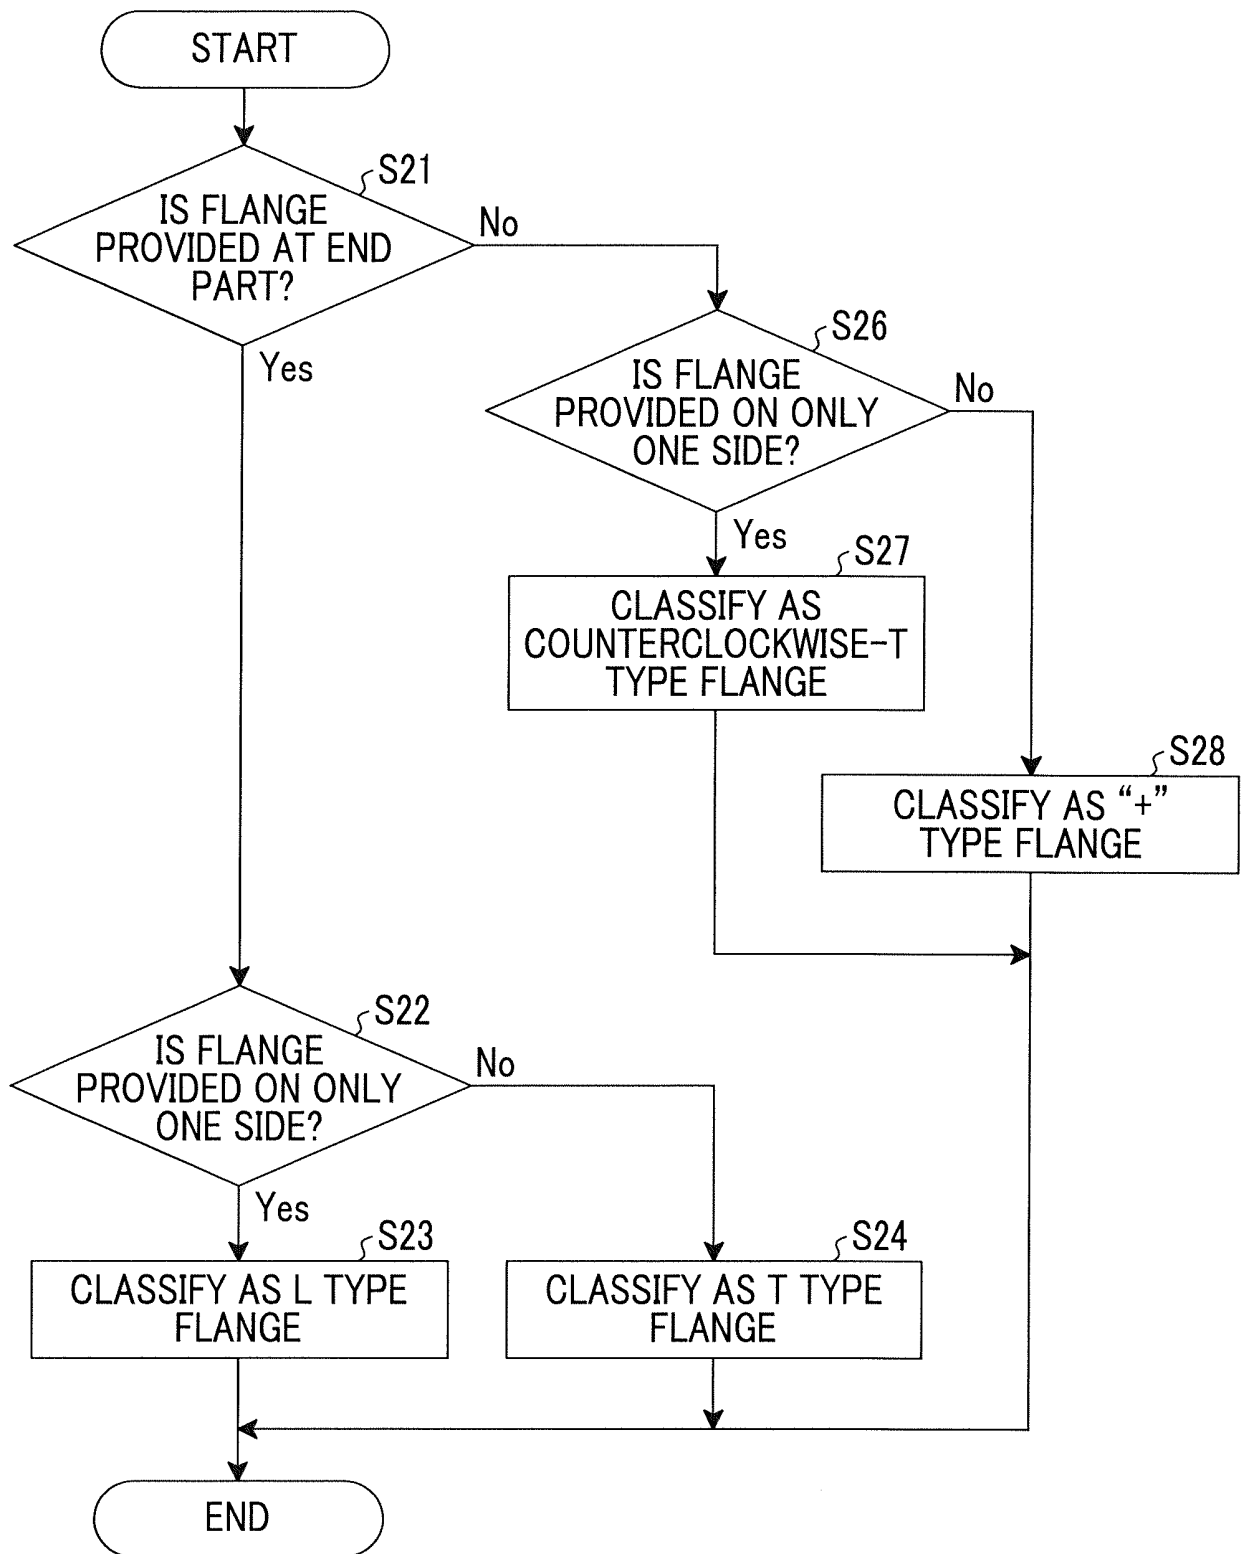 START
S21
IS FLANGE
PROVIDED AT END
PART?
No
Yes
S26
IS FLANGE
PROVIDED ON ONLY
ONE SIDE?
No
Yes
S27
CLASSIFY AS
COUNTERCLOCKWISE-T
TYPE FLANGE
S28
CLASSIFY AS “+”
TYPE FLANGE
S22
IS FLANGE
PROVIDED ON ONLY
ONE SIDE?
No
Yes
S23
CLASSIFY AS L TYPE
FLANGE
S24
CLASSIFY AS T TYPE
FLANGE
END